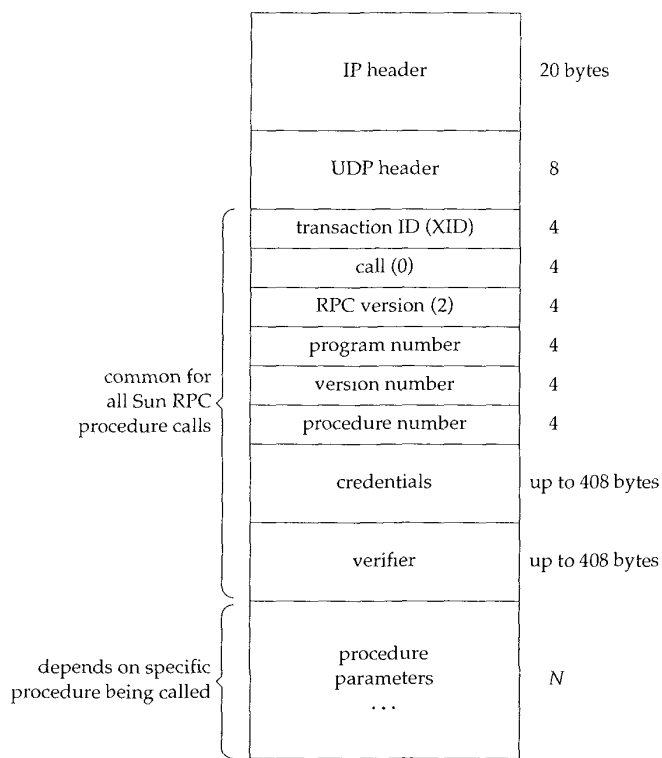 IP header 20 bytes
UDP header 8
transaction ID (XID) 4
call (0) 4
RPC version (2) 4
program number 4
version number 4
procedure number 4
common for
all Sun RPC
procedure calls
credentials up to 408 bytes
verifier up to 408 bytes
depends on specific
procedure being called
procedure
parameters
...
N